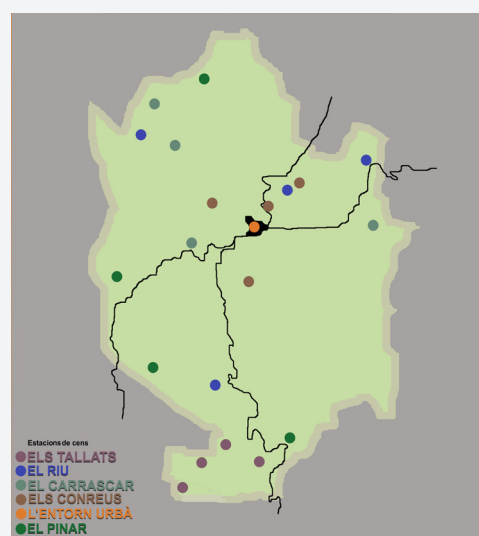 Estacions de cens
ELS TALLATS
EL RIU
EL CARRASCAR
ELS CONREUS
L'ENTORN URBÀ
EL PINAR